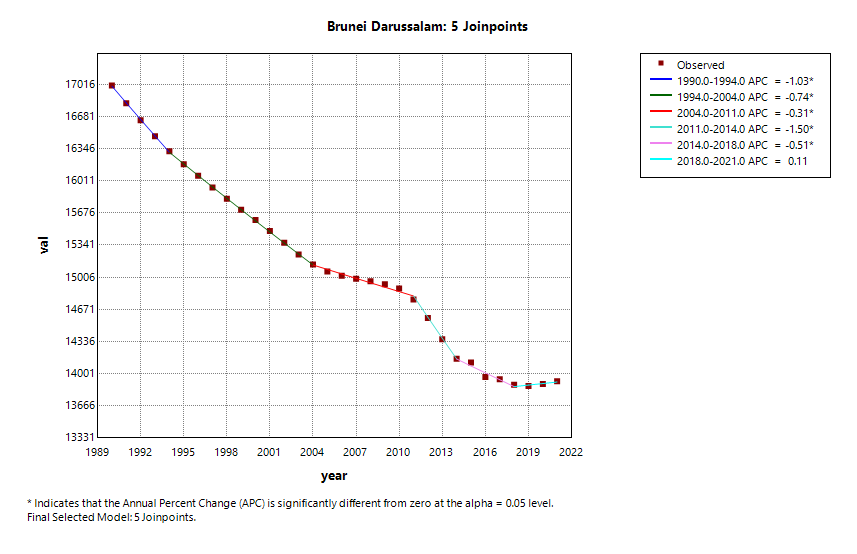 Brunei Darussalam: 5 Joinpoints
Observed
1990.0-1994.0 APC = -1.03*
1994.0-2004.0 APC = -0.74*
2004.0-2011.0 APC = -0.31*
2011.0-2014.0 APC = -1.50*
2014.0-2018.0 APC = -0.51*
2018.0-2021.0 APC = 0.11
val
17016
16681
16346
16011
15676
15341
15006
14671
14336
14001
13666
13331
1989 1992 1995 1998 2001 2004 2007 2010 2013 2016 2019 2022
year
* Indicates that the Annual Percent Change (APC) is significantly different from zero at the alpha = 0.05 level.
Final Selected Model: 5 Joinpoints.